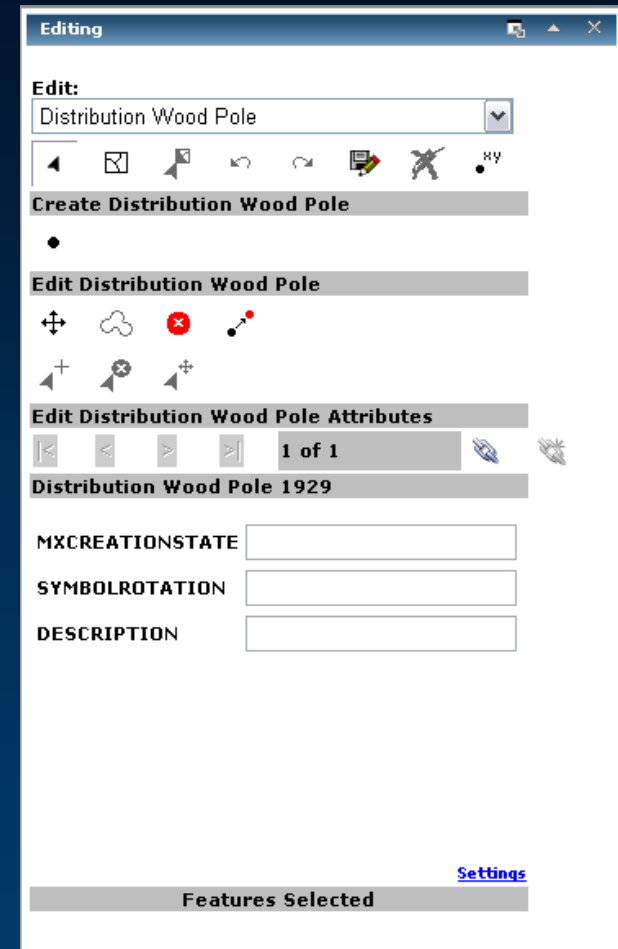 Editing
Edit:
Distribution Wood Pole
xy
Create Distribution Wood Pole
Edit Distribution Wood Pole
Edit Distribution Wood Pole Attributes
|< < > >| 1 of 1
Distribution Wood Pole 1929
MXCREATIONSTATE
SYMBOLROTATION
DESCRIPTION
Settings
Features Selected